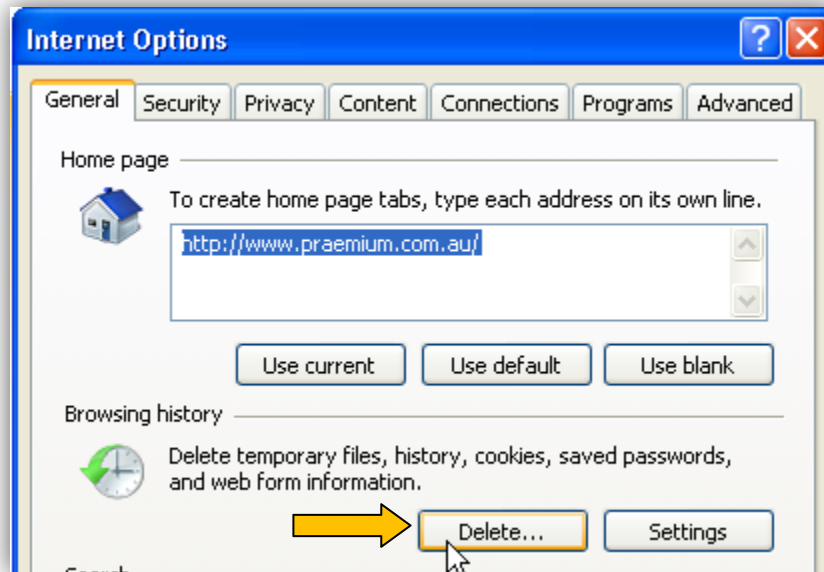 Internet Options
General Security Privacy Content Connections Programs Advanced
Home page
To create home page tabs, type each address on its own line.
http://www.praemium.com.au/
Use current Use default Use blank
Browsing history
Delete temporary files, history, cookies, saved passwords,
and web form information.
Delete... Settings
Search